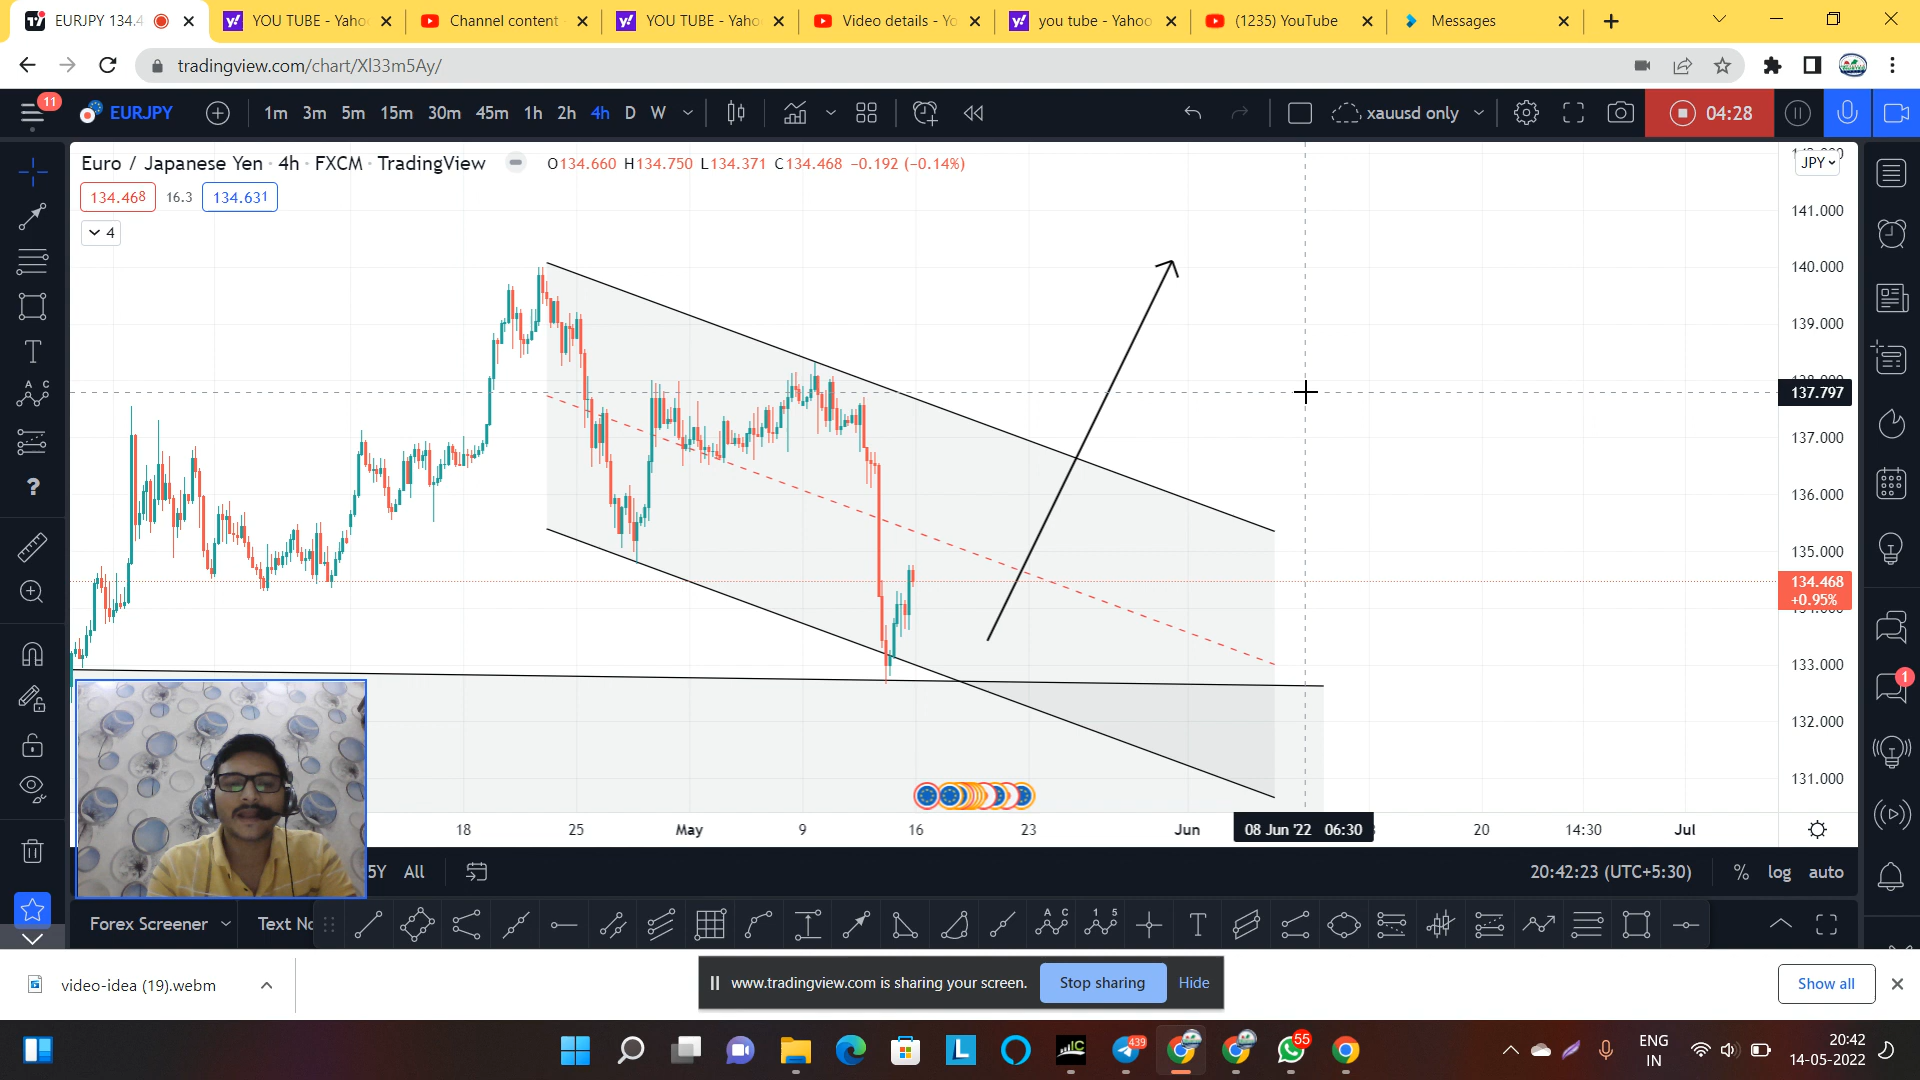 EURJPY 134.4
YOU TUBE - Yaho
Channel content
YOU TUBE - Yaho
Video details - Yo
you tube - Yahoo
(1235) YouTube
Messages
tradingview.com/chart/Xl33m5Ay/
11
EURJPY
1m 3m 5m 15m 30m 45m 1h 2h 4h D W
xauusd only
04:28
Euro / Japanese Yen · 4h · FXCM · TradingView
O134.660 H134.750 L134.371 C134.468 −0.192 (−0.14%)
JPY
134.468
16.3
134.631
4
141.000
140.000
139.000
137.797
137.000
136.000
135.000
134.468
+0.95%
133.000
132.000
131.000
1
18
25
May
9
16
23
Jun
08 Jun '22 06:30
20
14:30
Jul
5Y
All
20:42:23 (UTC+5:30)
%
log
auto
Forex Screener
Text No
video-idea (19).webm
www.tradingview.com is sharing your screen.
Stop sharing
Hide
Show all
439
55
ENG
IN
20:42
14-05-2022